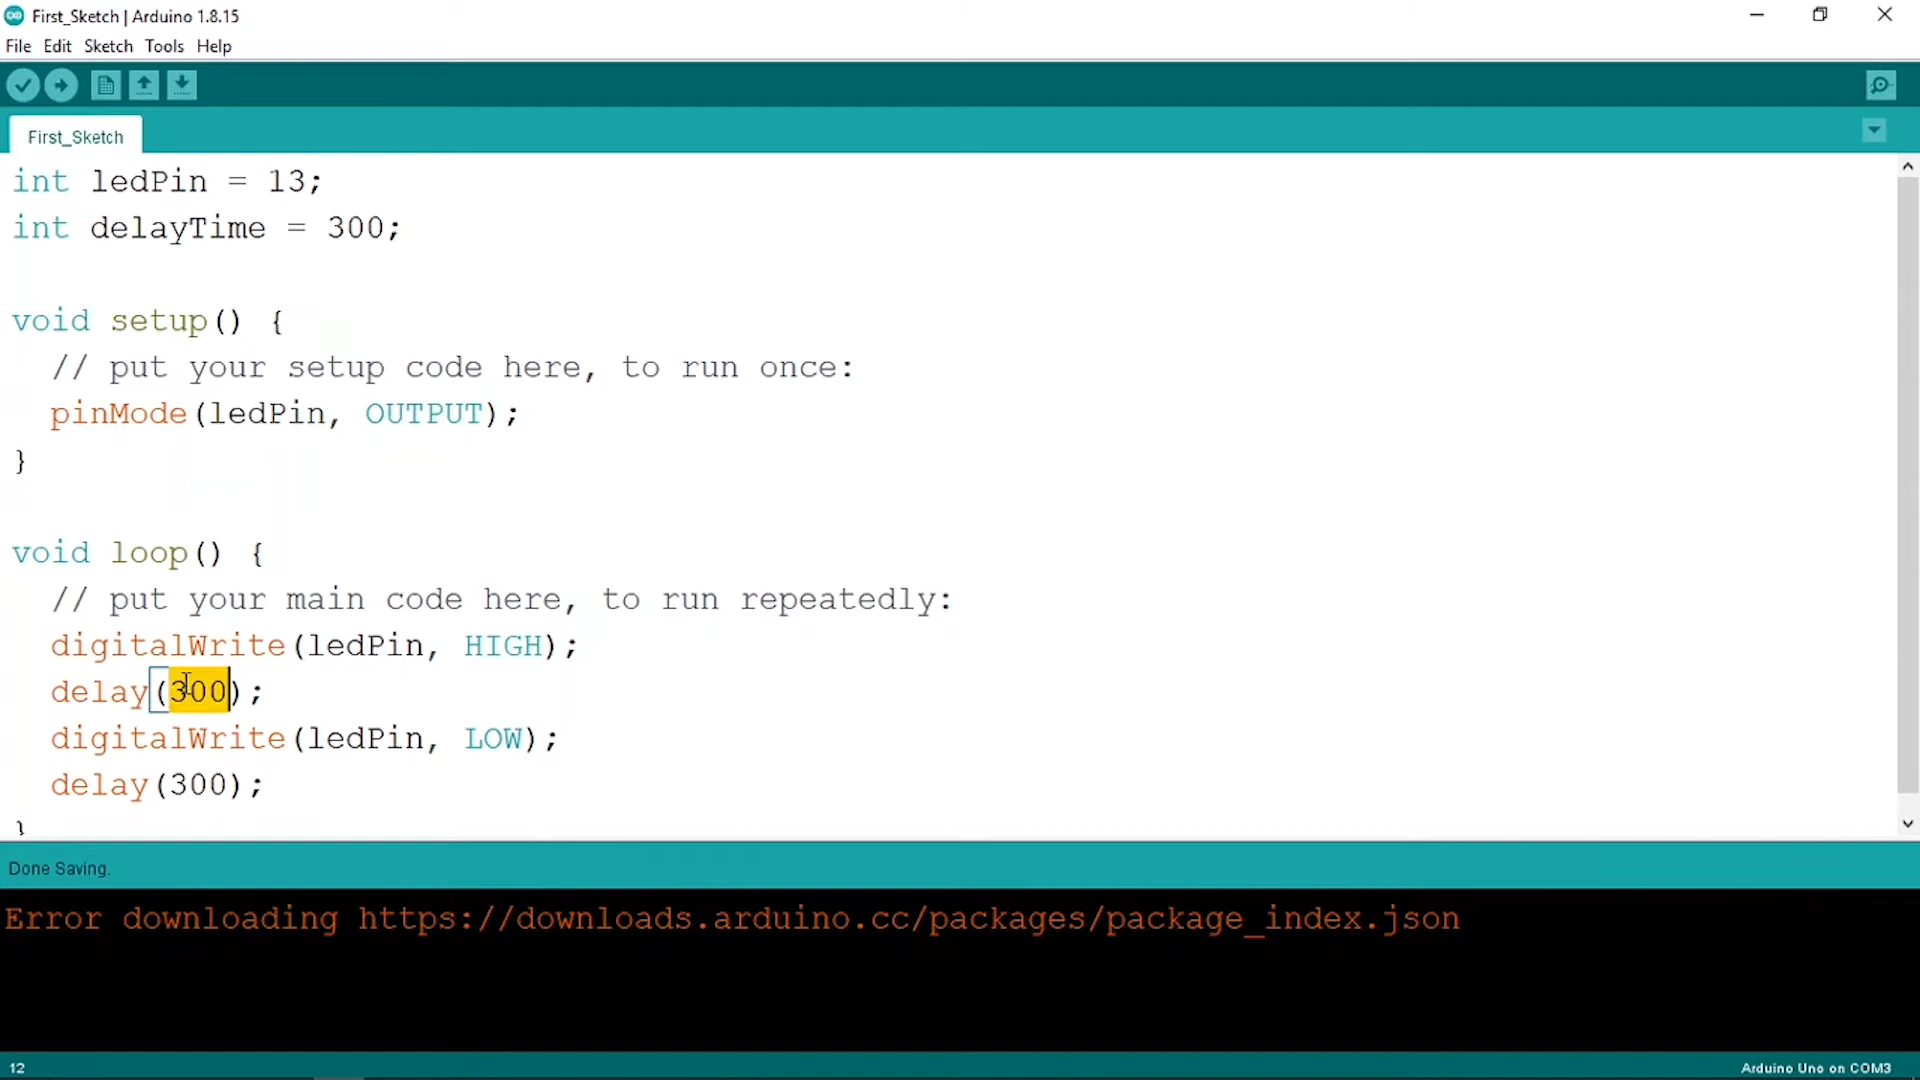 First_Sketch | Arduino 1.8.15
File Edit Sketch Tools Help
First_Sketch
int ledPin = 13;
int delayTime = 300;
void setup() {
// put your setup code here, to run once:
pinMode(ledPin, OUTPUT);
}
void loop() {
// put your main code here, to run repeatedly:
digitalWrite(ledPin, HIGH);
delay(300);
digitalWrite(ledPin, LOW);
delay(300);
}
Done Saving.
Error downloading https://downloads.arduino.cc/packages/package_index.json
12
Arduino Uno on COM3